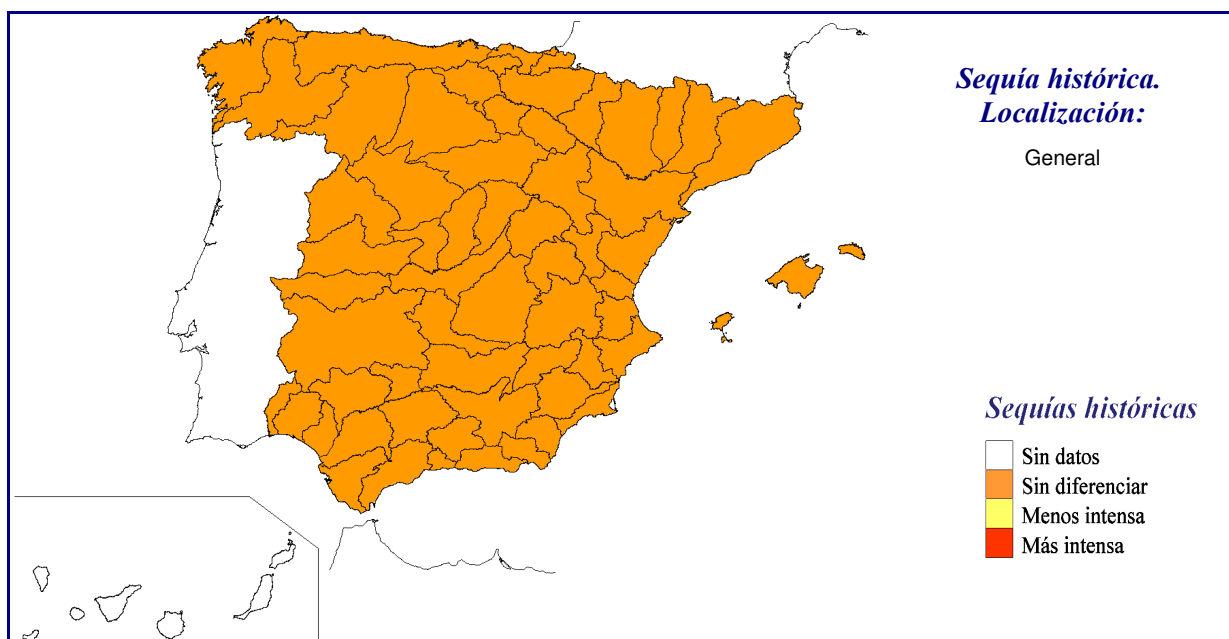 Sequía histórica.
Localización:
General
Sequías históricas
Sin datos
Sin diferenciar
Menos intensa
Más intensa